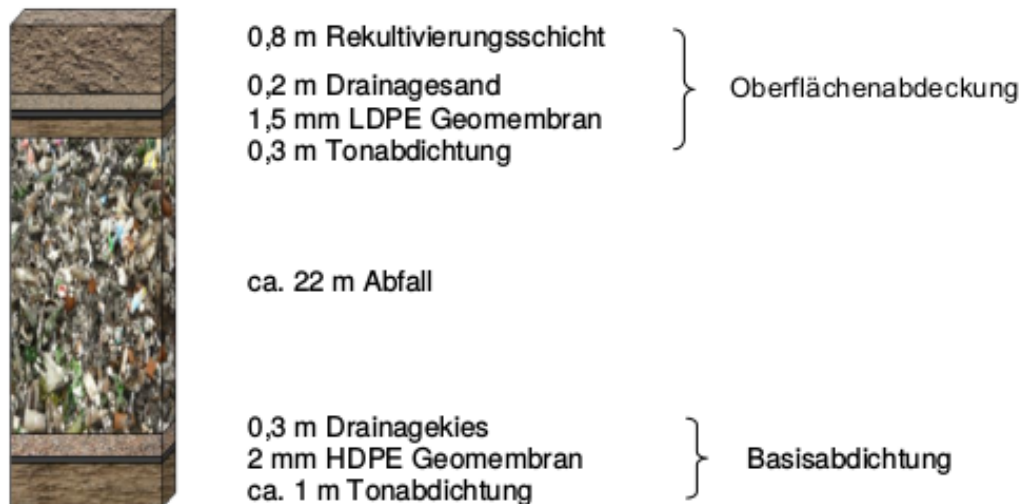 0,8 m Rekultivierungsschicht
0,2 m Drainagesand
Oberflächenabdeckung
1,5 mm LDPE Geomembran
0,3 m Tonabdichtung
ca. 22 m Abfall
0,3 m Drainagekies
2 mm HDPE Geomembran
Basisabdichtung
ca. 1 m Tonabdichtung